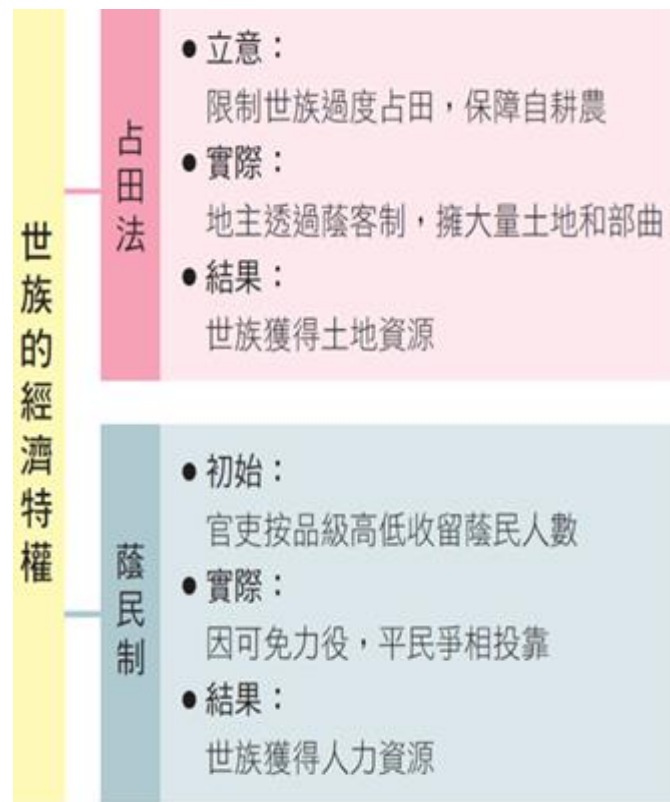 世族的經濟特權
占田法
●立意：
限制世族過度占田，保障自耕農
●實際：
地主透過蔭客制，擁大量土地和部曲
●結果：
世族獲得土地資源
蔭民制
●初始：
官吏按品級高低收留蔭民人數
●實際：
因可免力役，平民爭相投靠
●結果：
世族獲得人力資源